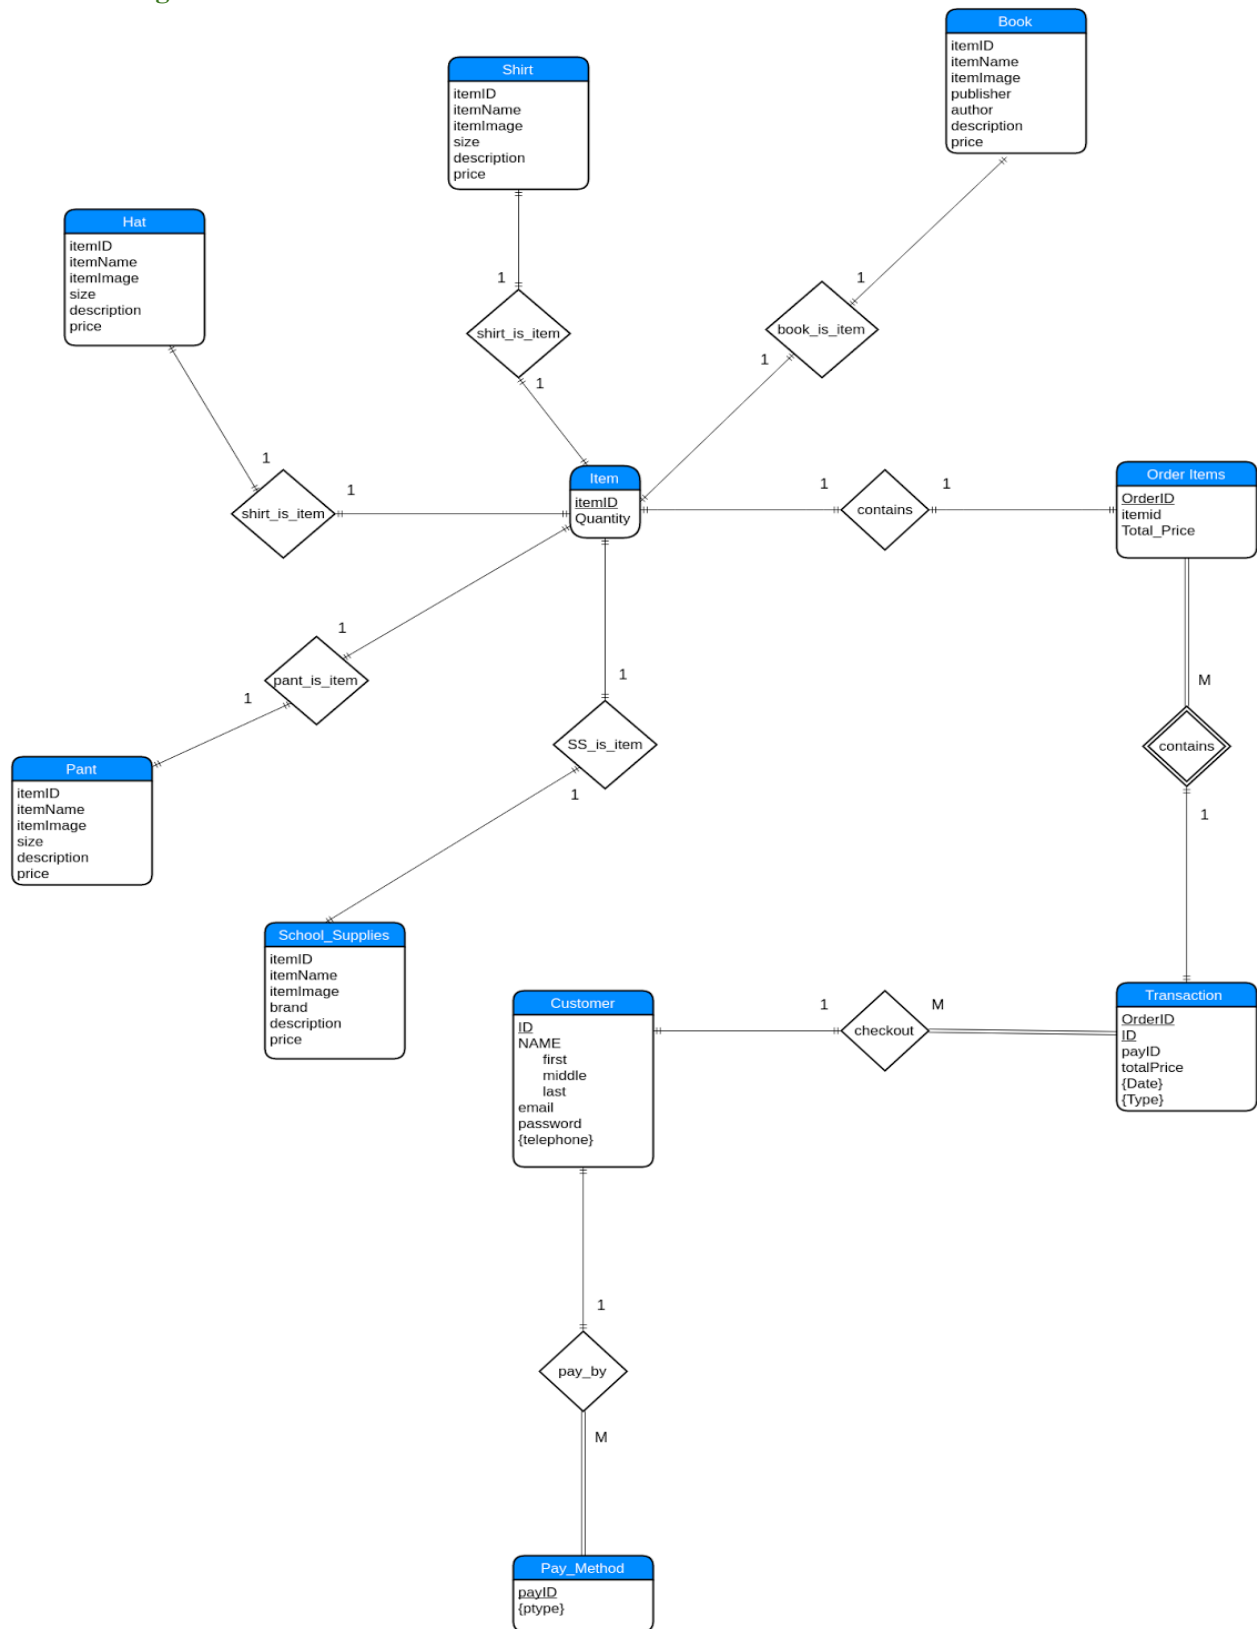 Book
itemID
itemName
itemImage
publisher
author
description
price
Shirt
itemID
itemName
itemImage
size
description
price
Hat
itemID
itemName
itemImage
size
description
price
1
shirt_is_item
1
1
book_is_item
1
1
shirt_is_item
1
Item
itemID
Quantity
1
contains
1
Order Items
OrderID
itemid
Total_Price
1
pant_is_item
1
Pant
itemID
itemName
itemImage
size
description
price
1
SS_is_item
1
School_Supplies
itemID
itemName
itemImage
brand
description
price
M
contains
1
Customer
ID
NAME
first
middle
last
email
password
{telephone}
1
checkout
M
Transaction
OrderID
ID
payID
totalPrice
{Date}
{Type}
1
pay_by
M
Pay_Method
payID
{ptype}